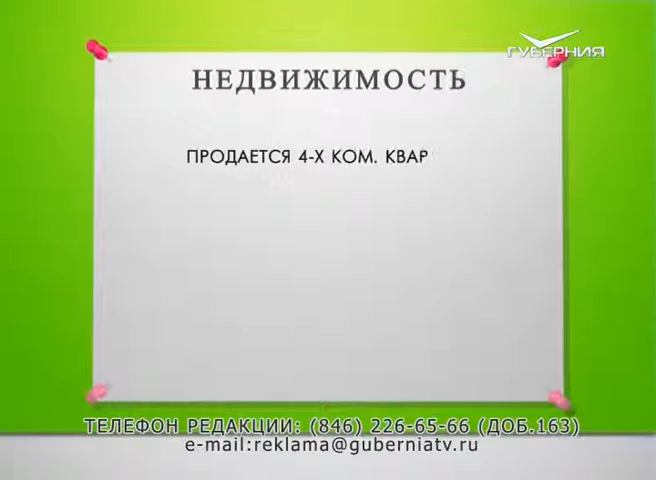 ГУБЕРНИЯ
НЕДВИЖИМОСТЬ
ПРОДАЕТСЯ 4-Х КОМ. КВАР
ТЕЛЕФОН РЕДАКЦИИ: (846) 226-65-66 (ДОБ.163)
e-mail:reklama@guberniatv.ru